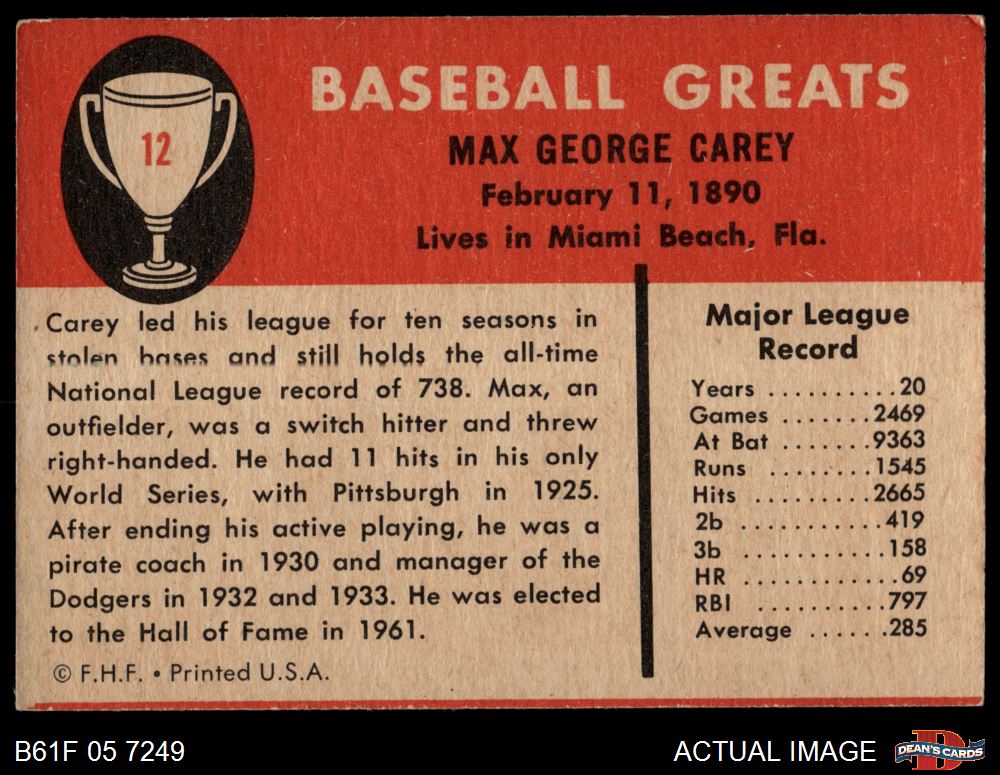 12
BASEBALL GREATS
MAX GEORGE CAREY
February 11, 1890
Lives in Miami Beach, Fla.
Carey led his league for ten seasons in
stolen bases and still holds the all-time
National League record of 738. Max, an
outfielder, was a switch hitter and threw
right-handed. He had 11 hits in his only
World Series, with Pittsburgh in 1925.
After ending his active playing, he was a
pirate coach in 1930 and manager of the
Dodgers in 1932 and 1933. He was elected
to the Hall of Fame in 1961.
© F.H.F. • Printed U.S.A.
Major League
Record
Years ..........20
Games .......2469
At Bat .......9363
Runs ........1545
Hits .........2665
2b ...........419
3b ...........158
HR ............69
RBI ..........797
Average ......285
B61F 05 7249
ACTUAL IMAGE
D
DEAN'S CARDS